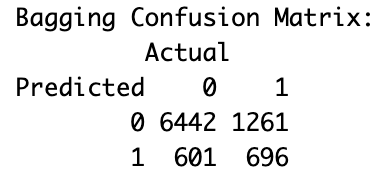 Bagging Confusion Matrix:
Actual
Predicted 0 1
0 6442 1261
1 601 696